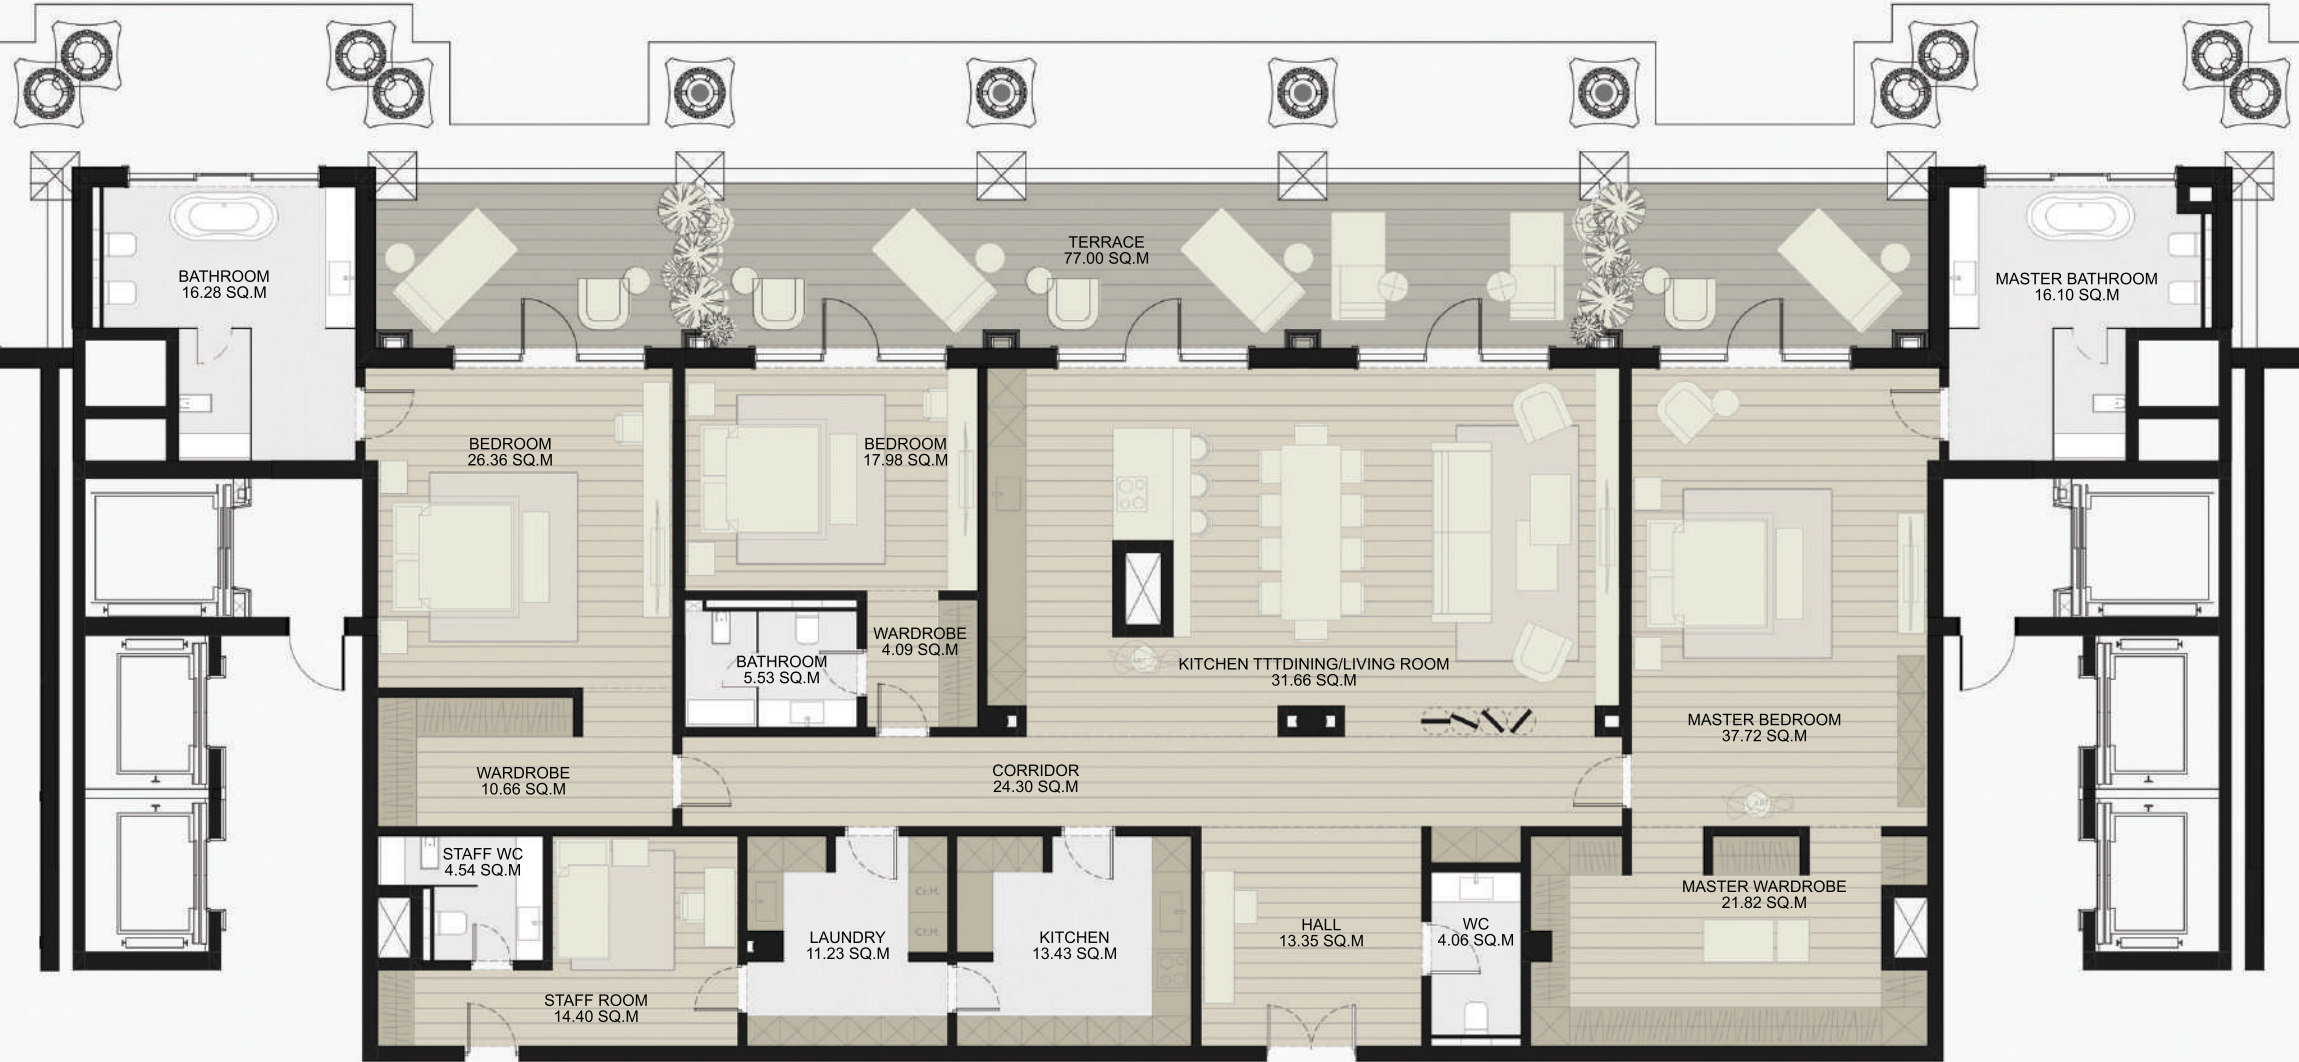 TERRACE
77.00 SQ.M
BATHROOM
16.28 SQ.M
MASTER BATHROOM
16.10 SQ.M
BEDROOM
26.36 SQ.M
BEDROOM
17.98 SQ.M
WARDROBE
4.09 SQ.M
BATHROOM
5.53 SQ.M
KITCHEN TTTDINING/LIVING ROOM
31.66 SQ.M
MASTER BEDROOM
37.72 SQ.M
WARDROBE
10.66 SQ.M
CORRIDOR
24.30 SQ.M
STAFF WC
4.54 SQ.M
MASTER WARDROBE
21.82 SQ.M
Ст.М.
Ст.М.
LAUNDRY
11.23 SQ.M
KITCHEN
13.43 SQ.M
HALL
13.35 SQ.M
WC
4.06 SQ.M
STAFF ROOM
14.40 SQ.M